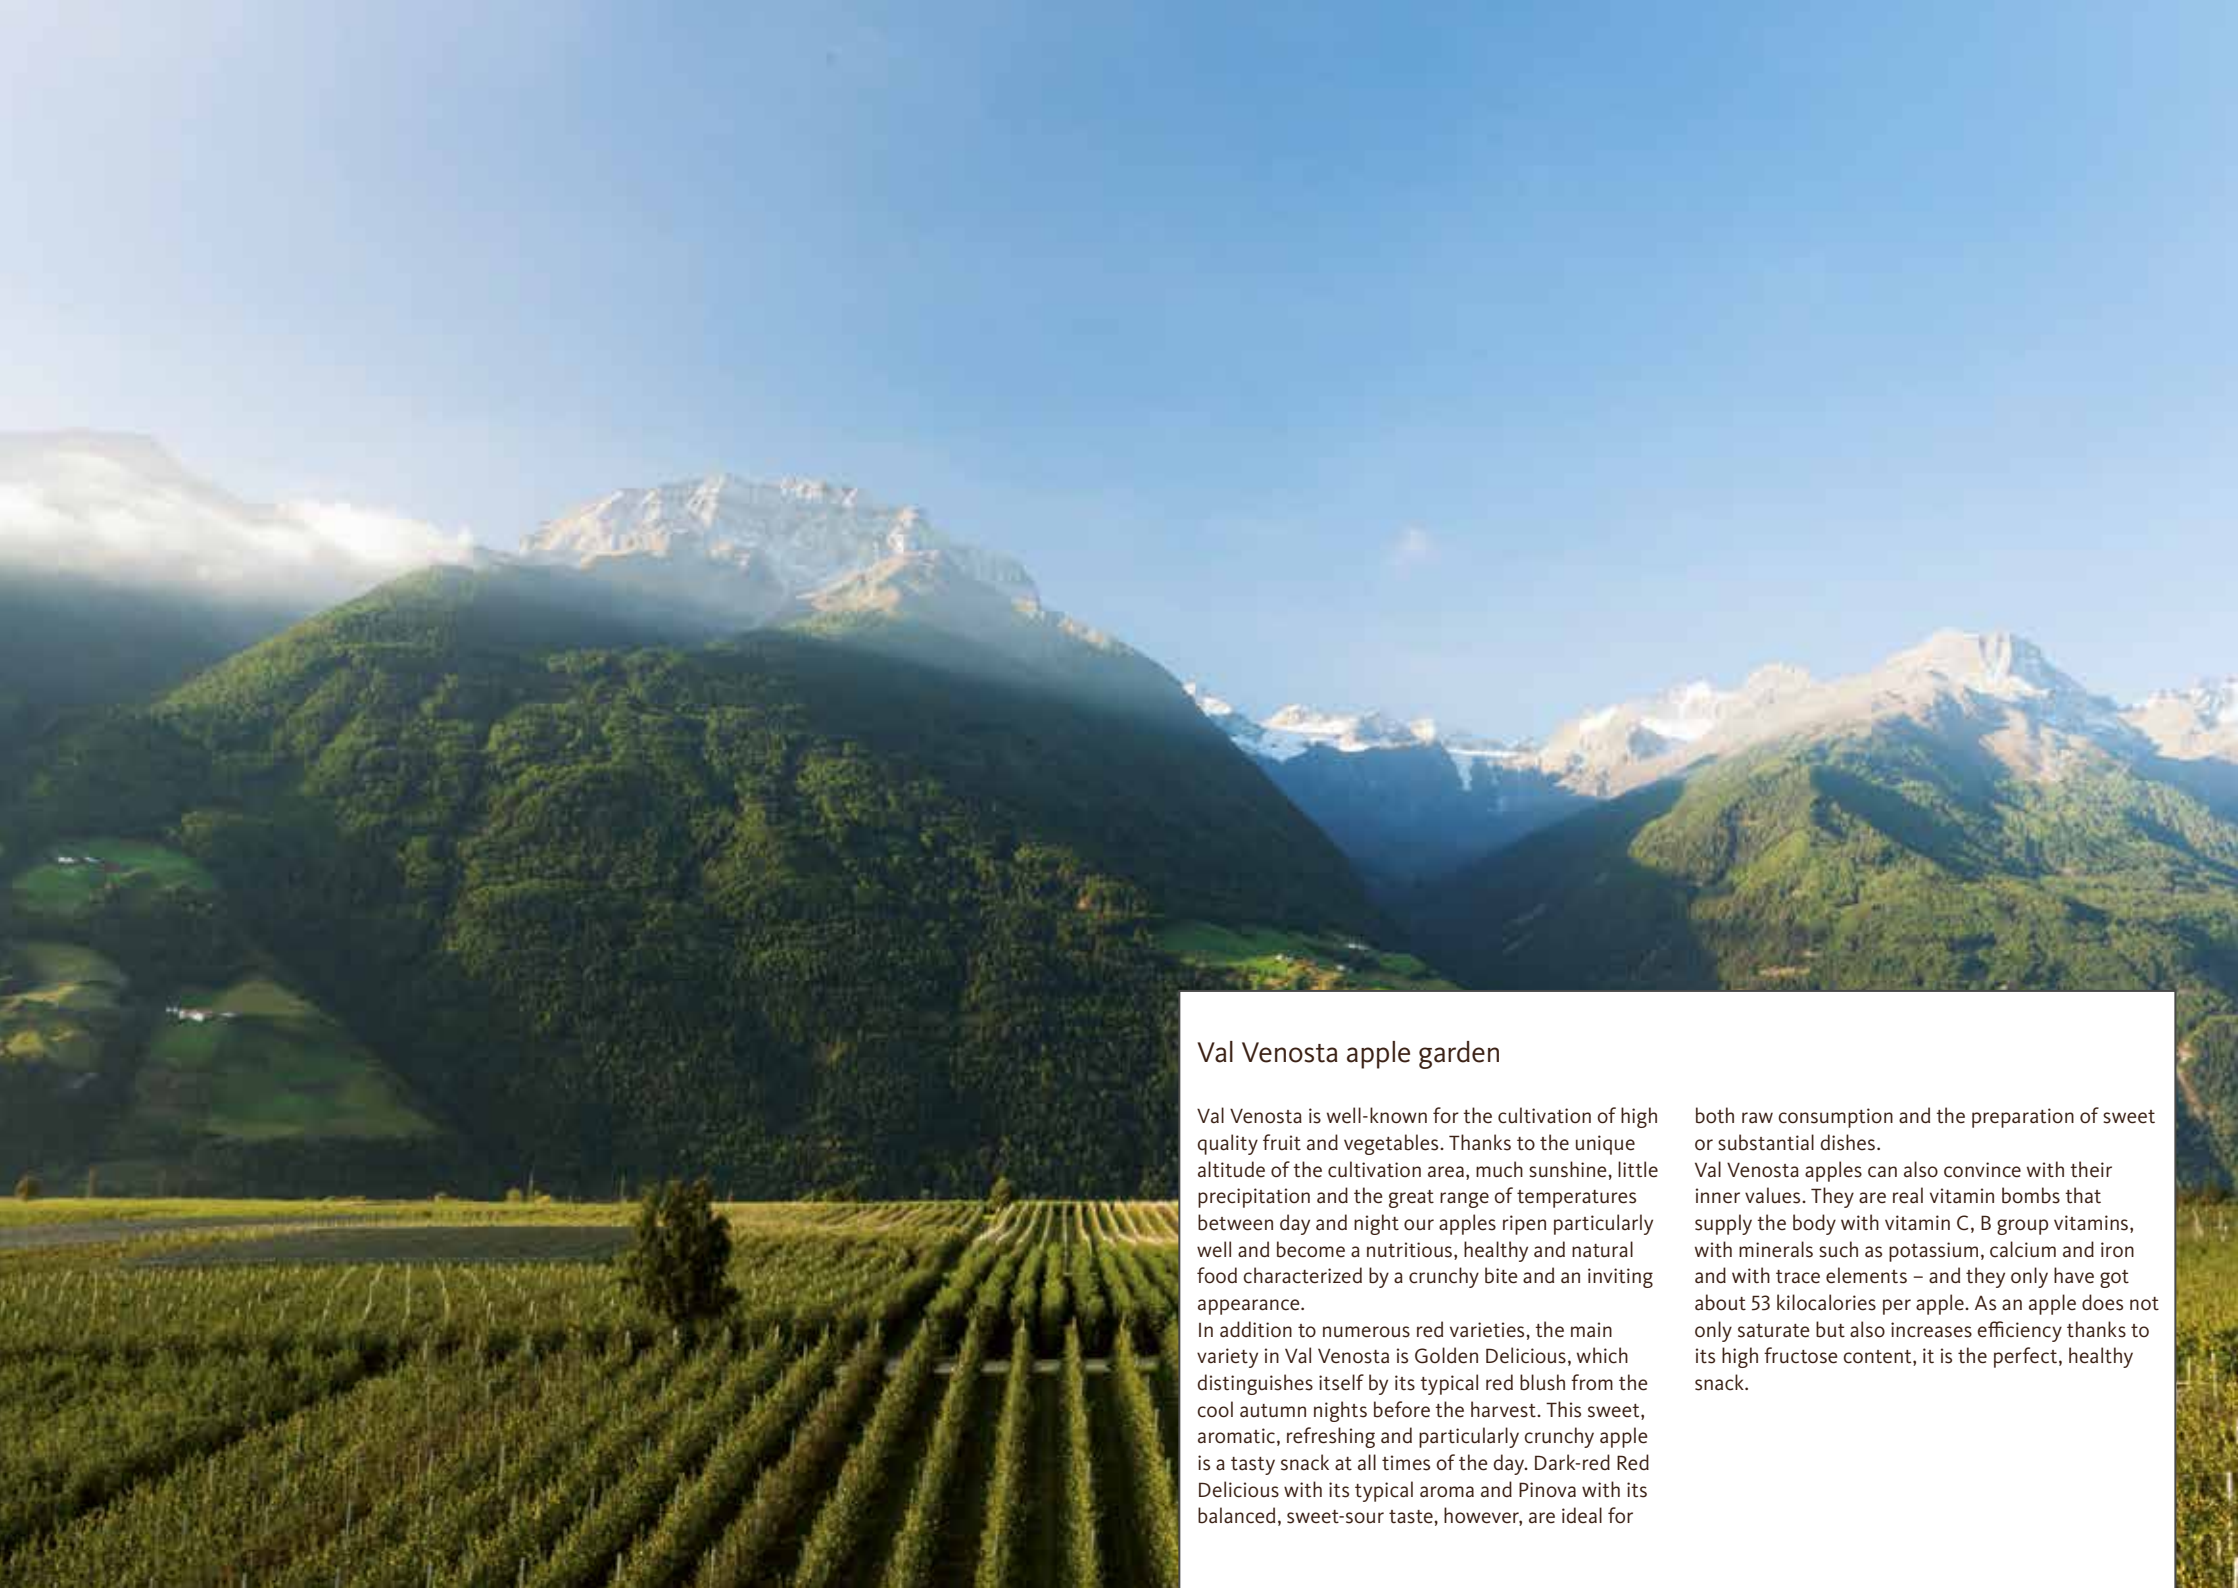 Val Venosta apple garden
Val Venosta is well-known for the cultivation of high
quality fruit and vegetables. Thanks to the unique
altitude of the cultivation area, much sunshine, little
precipitation and the great range of temperatures
between day and night our apples ripen particularly
well and become a nutritious, healthy and natural
food characterized by a crunchy bite and an inviting
appearance.
In addition to numerous red varieties, the main
variety in Val Venosta is Golden Delicious, which
distinguishes itself by its typical red blush from the
cool autumn nights before the harvest. This sweet,
aromatic, refreshing and particularly crunchy apple
is a tasty snack at all times of the day. Dark-red Red
Delicious with its typical aroma and Pinova with its
balanced, sweet-sour taste, however, are ideal for
both raw consumption and the preparation of sweet
or substantial dishes.
Val Venosta apples can also convince with their
inner values. They are real vitamin bombs that
supply the body with vitamin C, B group vitamins,
with minerals such as potassium, calcium and iron
and with trace elements – and they only have got
about 53 kilocalories per apple. As an apple does not
only saturate but also increases efficiency thanks to
its high fructose content, it is the perfect, healthy
snack.